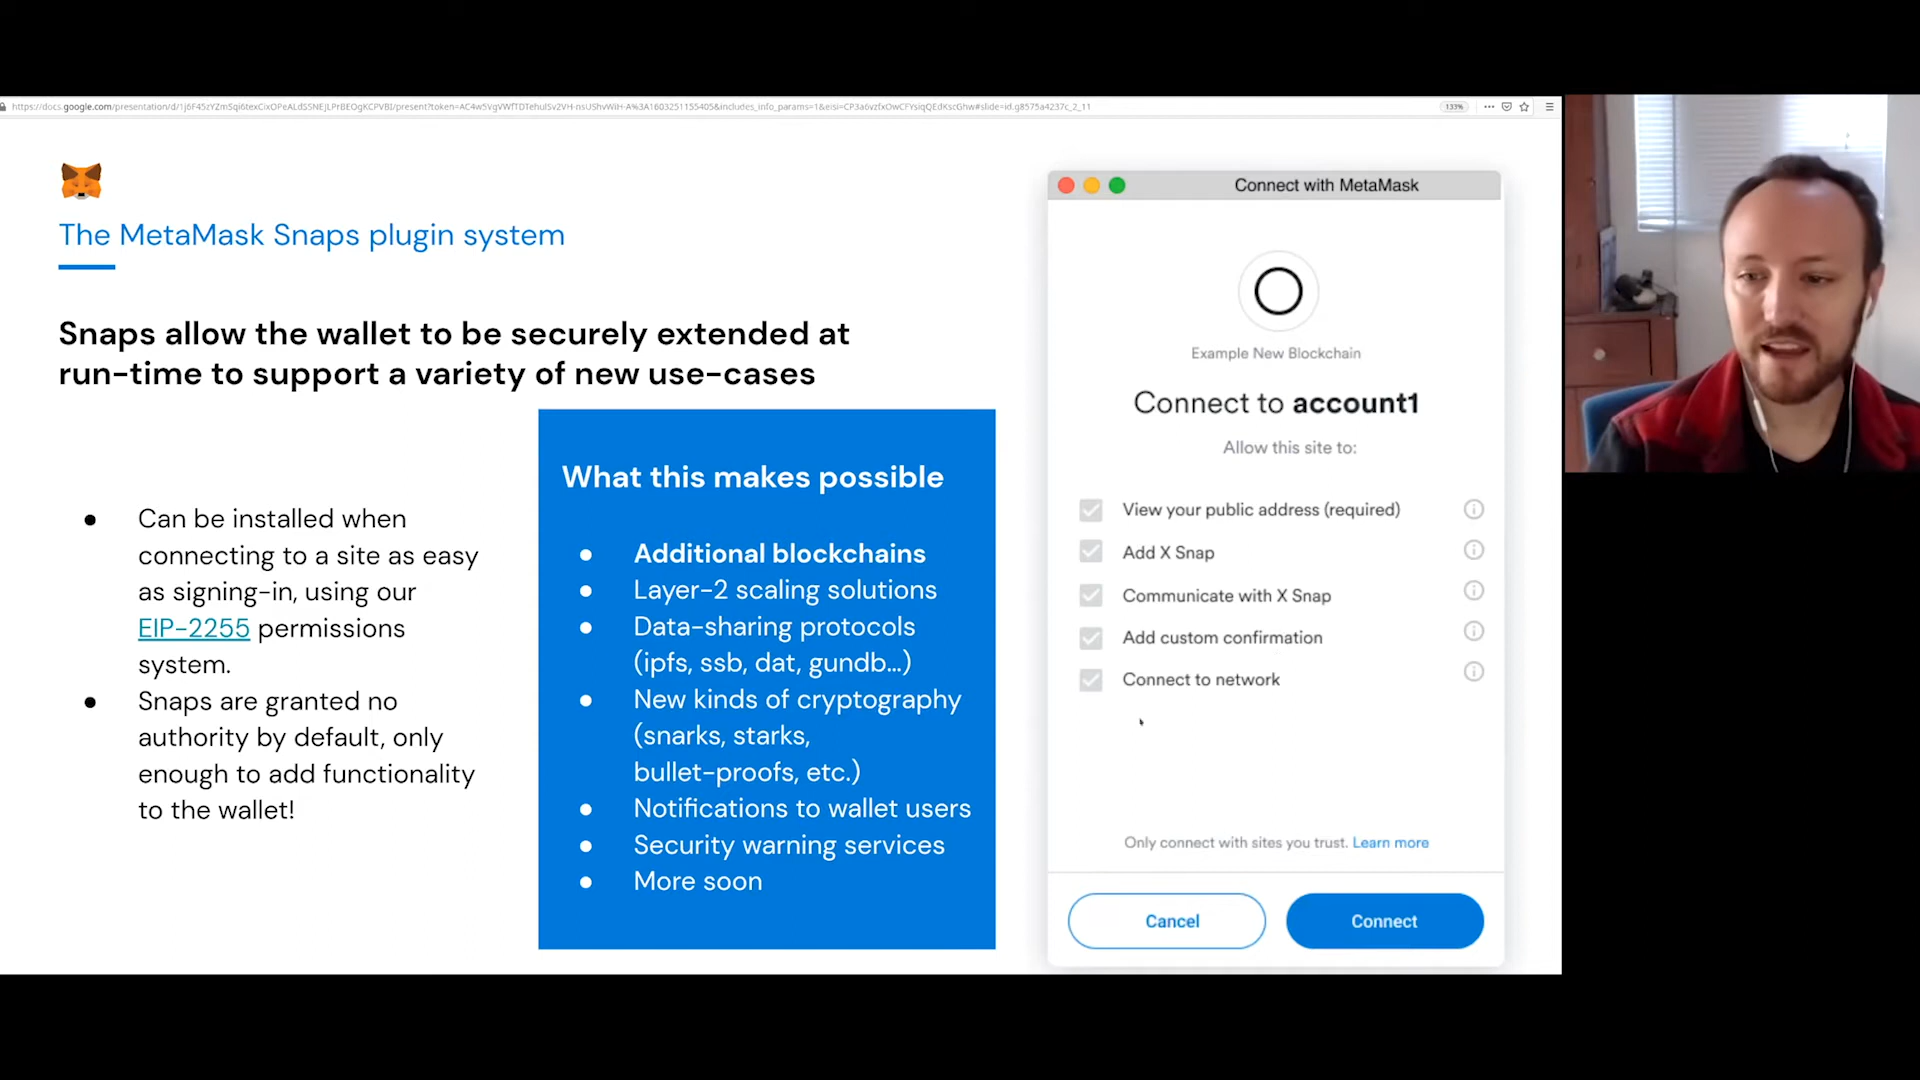 133%
The MetaMask Snaps plugin system
Snaps allow the wallet to be securely extended at
run-time to support a variety of new use-cases
● Can be installed when
connecting to a site as easy
as signing-in, using our
EIP-2255 permissions
system.
● Snaps are granted no
authority by default, only
enough to add functionality
to the wallet!
What this makes possible
● Additional blockchains
● Layer-2 scaling solutions
● Data-sharing protocols
(ipfs, ssb, dat, gundb...)
● New kinds of cryptography
(snarks, starks,
bullet-proofs, etc.)
● Notifications to wallet users
● Security warning services
● More soon
Connect with MetaMask
Example New Blockchain
Connect to account1
Allow this site to:
View your public address (required)
Add X Snap
Communicate with X Snap
Add custom confirmation
Connect to network
Only connect with sites you trust. Learn more
Cancel
Connect